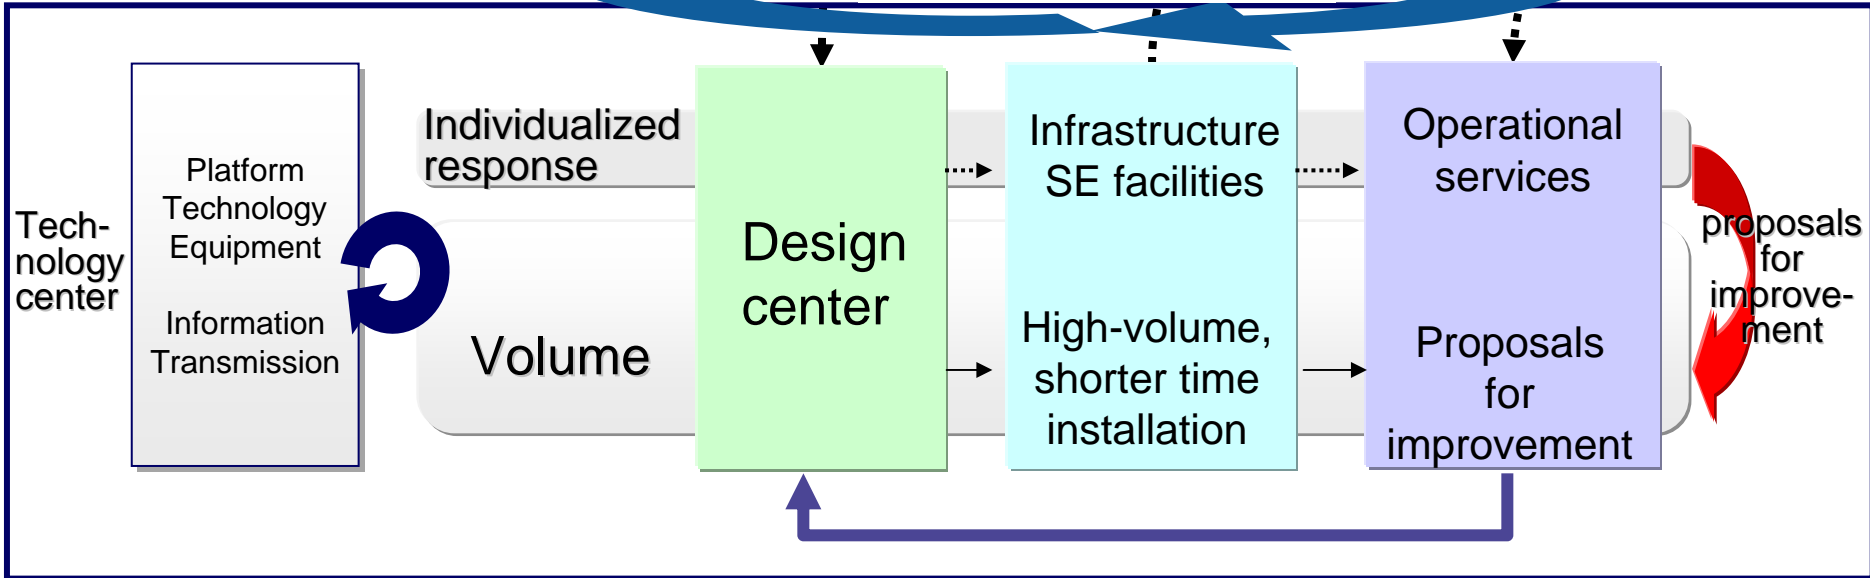 Tech-
nology
center
Platform
Technology
Equipment
Information
Transmission
Individualized
response
Volume
Design
center
Infrastructure
SE facilities
High-volume,
shorter time
installation
Operational
services
Proposals
for
improvement
proposals
for
improve-
ment